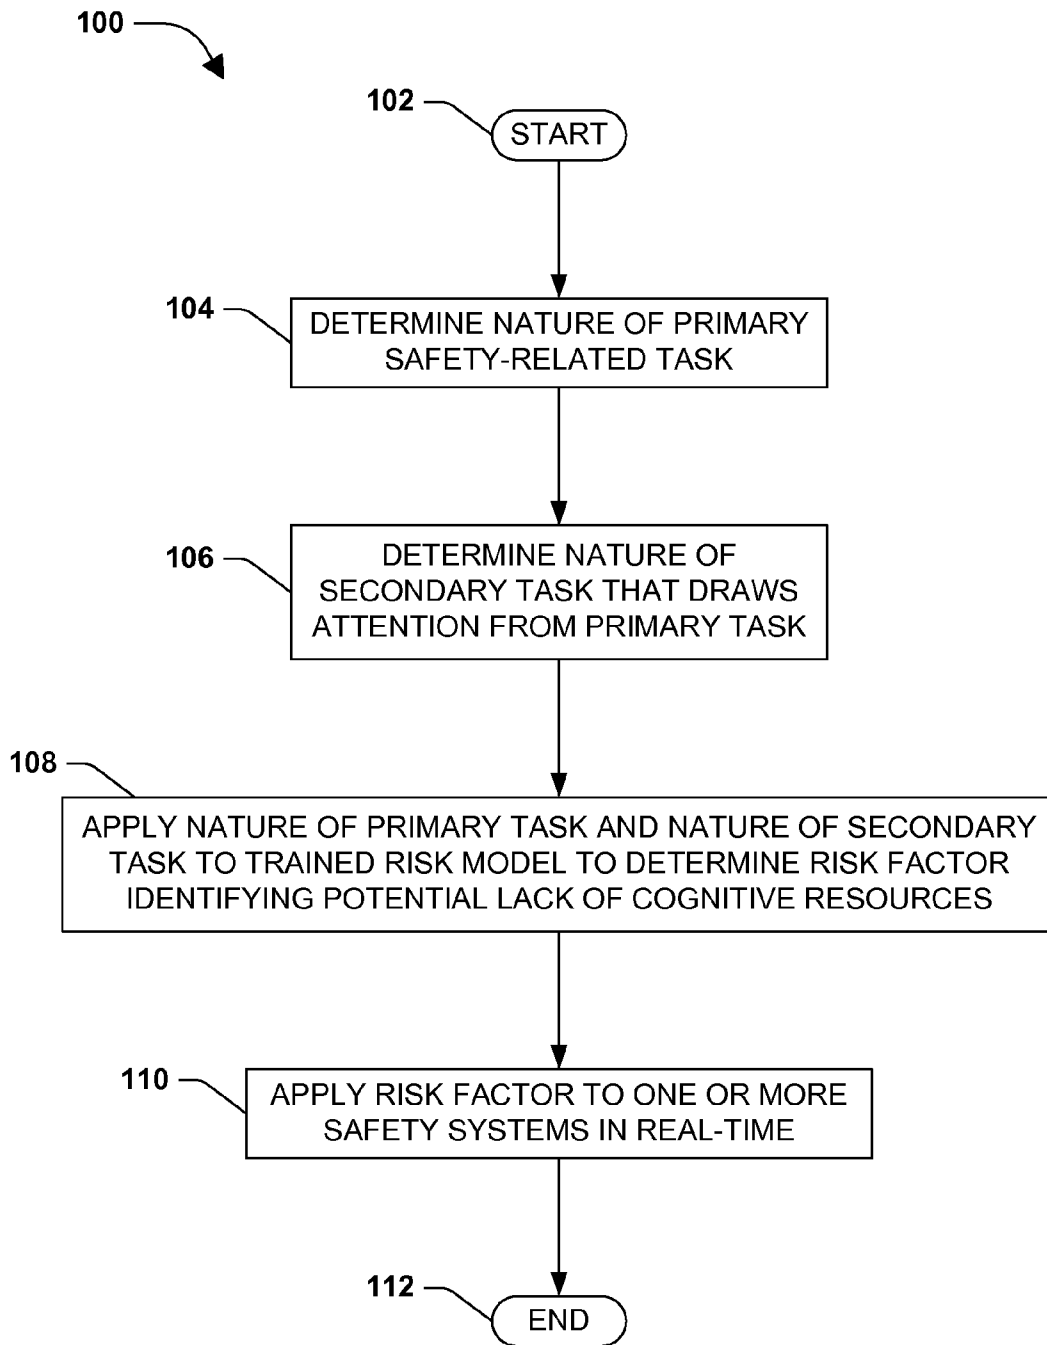 100
102
START
104
DETERMINE NATURE OF PRIMARY
SAFETY-RELATED TASK
106
DETERMINE NATURE OF
SECONDARY TASK THAT DRAWS
ATTENTION FROM PRIMARY TASK
108
APPLY NATURE OF PRIMARY TASK AND NATURE OF SECONDARY
TASK TO TRAINED RISK MODEL TO DETERMINE RISK FACTOR
IDENTIFYING POTENTIAL LACK OF COGNITIVE RESOURCES
110
APPLY RISK FACTOR TO ONE OR MORE
SAFETY SYSTEMS IN REAL-TIME
112
END